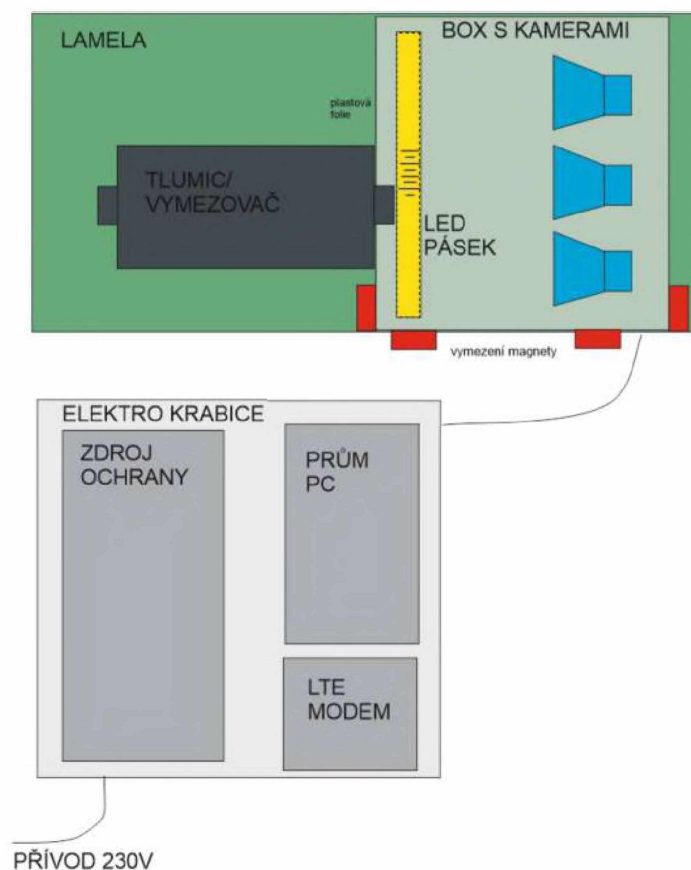 LAMELA
BOX S KAMERAMI
plastová
folie
TLUMIC/
VYMEZOVAČ
LED
PÁSEK
vymezení magnety
ELEKTRO KRABICE
ZDROJ
OCHRANY
PRŮM
PC
LTE
MODEM
PŘÍVOD 230V